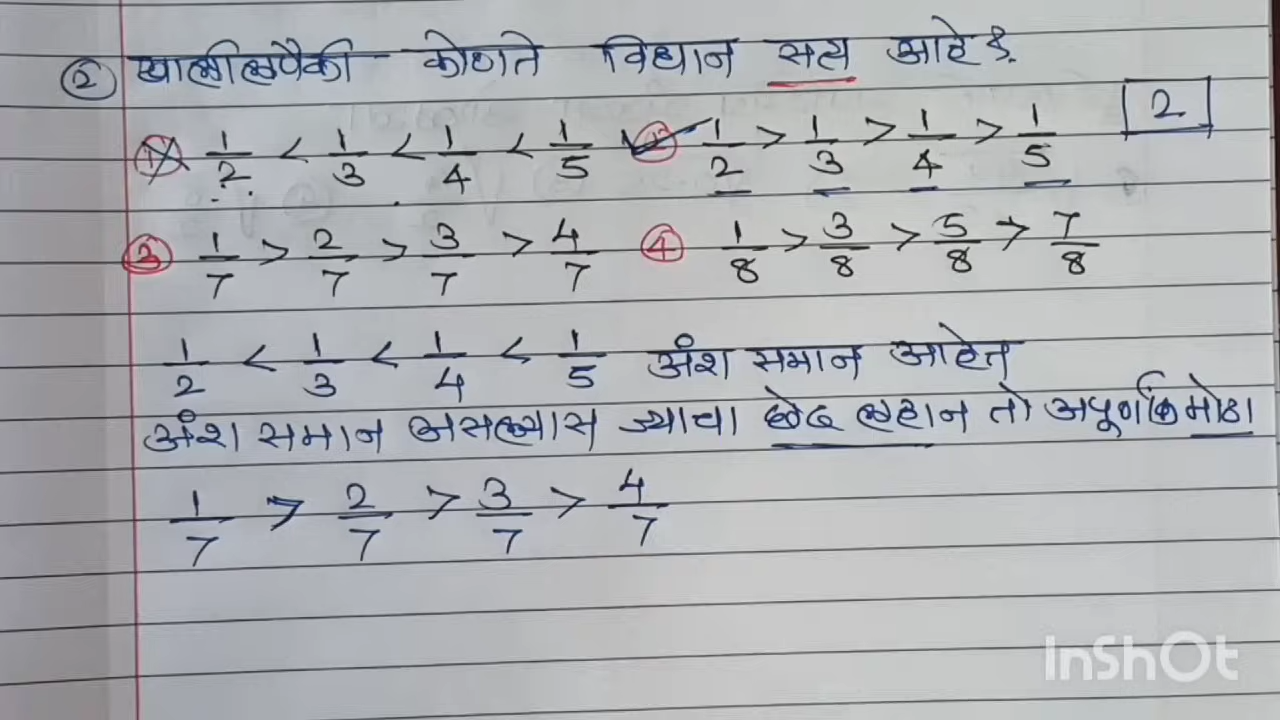 २ खालीलपैकी कोणते विधान सत्य आहे ?
2
① 1/2 < 1/3 < 1/4 < 1/5 1/2 > 1/3 > 1/4 > 1/5
③ 1/7 > 2/7 > 3/7 > 4/7 ④ 1/8 > 3/8 > 5/8 > 7/8
1/2 < 1/3 < 1/4 < 1/5 अंश समान आहेत
अंश समान असल्यास ज्याचा छेद लहान तो अपूर्णांक मोठा
1/7 > 2/7 > 3/7 > 4/7
InShOt